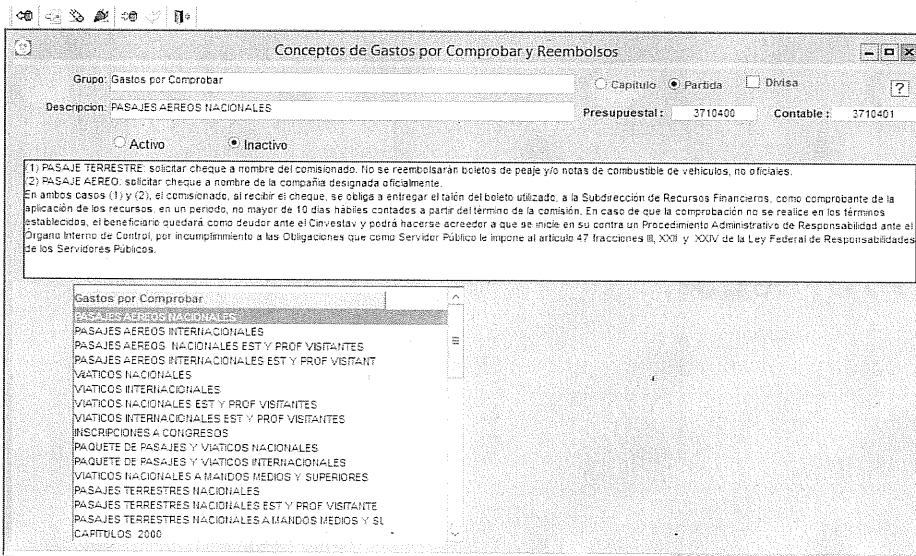 Conceptos de Gastos por Comprobar y Reembolsos
Grupo: Gastos por Comprobar
Capítulo Partida Divisa
?
Descripcion: PASAJES AEREOS NACIONALES
Presupuestal: 3710400 Contable: 3710401
Activo Inactivo
(1) PASAJE TERRESTRE: solicitar cheque a nombre del comisionado. No se reembolsarán boletos de peaje y/o notas de combustible de vehículos, no oficiales.
(2) PASAJE AEREO: solicitar cheque a nombre de la compañía designada oficialmente.
En ambos casos (1) y (2), el comisionado, al recibir el cheque, se obliga a entregar el talón del boleto utilizado, a la Subdirección de Recursos Financieros, como comprobante de la
aplicación de los recursos, en un periodo, no mayor de 10 días hábiles contados a partir del término de la comisión. En caso de que la comprobación no se realice en los términos
establecidos, el beneficiario quedará como deudor ante el Cinvestav y podrá hacerse acreedor a que se inicie en su contra un Procedimiento Administrativo de Responsabilidad ante el
Órgano Interno de Control, por incumplimiento a las Obligaciones que como Servidor Público le impone al artículo 47 fracciones III, XXII y XXIV de la Ley Federal de Responsabilidades
de los Servidores Públicos.
Gastos por Comprobar
PASAJES AEREOS NACIONALES
PASAJES AEREOS INTERNACIONALES
PASAJES AEREOS NACIONALES EST Y PROF VISITANTES
PASAJES AEREOS INTERNACIONALES EST Y PROF VISITANT
VIATICOS NACIONALES
VIATICOS INTERNACIONALES
VIATICOS NACIONALES EST Y PROF VISITANTES
VIATICOS INTERNACIONALES EST Y PROF VISITANTES
INSCRIPCIONES A CONGRESOS
PAQUETE DE PASAJES Y VIATICOS NACIONALES
PAQUETE DE PASAJES Y VIATICOS INTERNACIONALES
VIATICOS NACIONALES A MANDOS MEDIOS Y SUPERIORES
PASAJES TERRESTRES NACIONALES
PASAJES TERRESTRES NACIONALES EST Y PROF VISITANTE
PASAJES TERRESTRES NACIONALES A MANDOS MEDIOS Y SU
CAPITULOS 2000